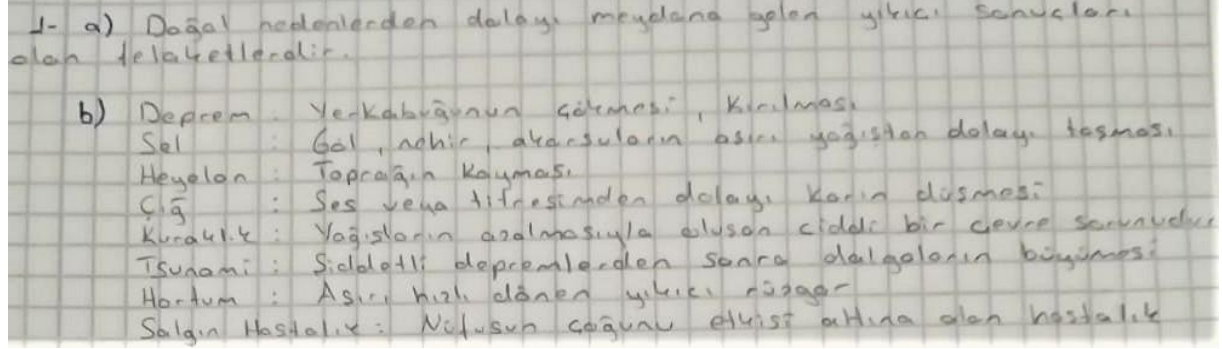 1- a) Doğal nedenlerden dolayı meydana gelen yıkıcı sonuçları
olan felaketlerdir.
b) Deprem : Yerkabuğunun çökmesi, kırılması
Sel : Göl, nehir, akarsuların aşırı yağıştan dolayı taşması
Heyelan : Toprağın kayması
Çığ : Ses veya titreşimden dolayı karın düşmesi
Kuraklık : Yağışların azalmasıyla oluşan ciddi bir çevre sorunudur
Tsunami : Şiddetli depremlerden sonra dalgaların büyümesi
Hortum : Aşırı hızlı dönen yıkıcı rüzgar
Salgın Hastalık : Nüfusun çoğunu etkisi altına alan hastalık